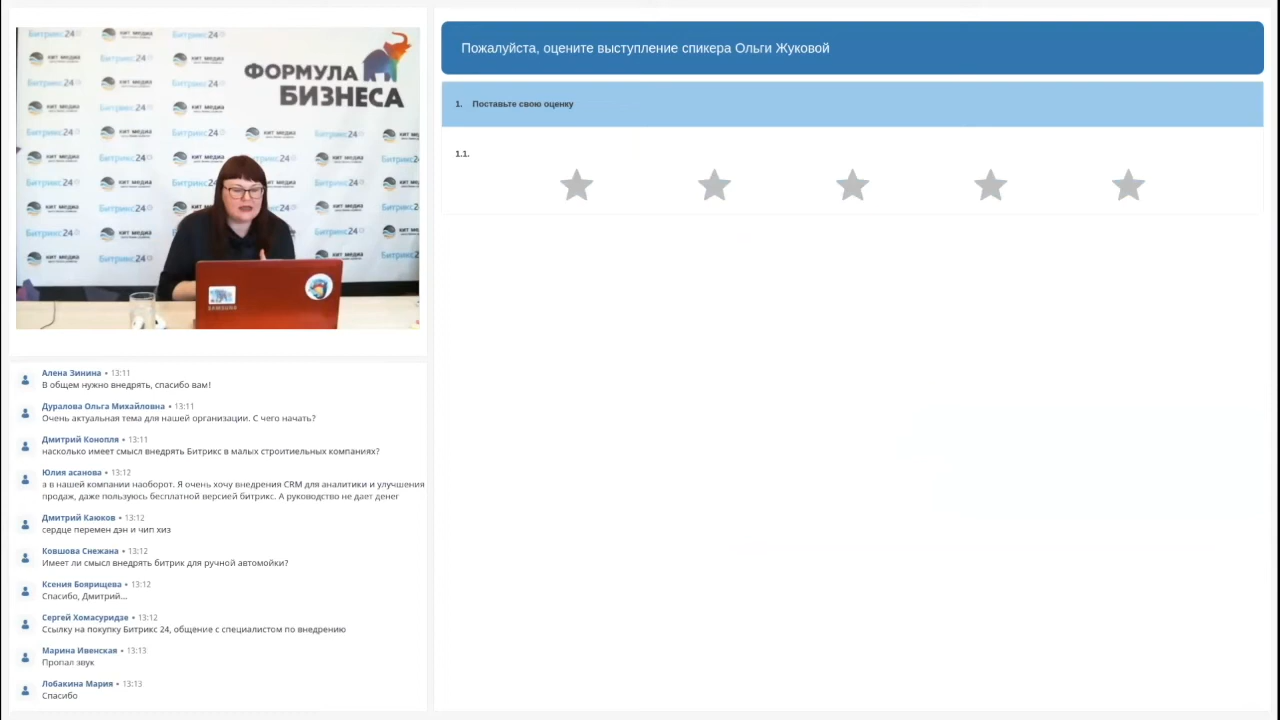 ФОРМУЛА
БИЗНЕСА
Битрикс24
КИТ МЕДИА
SAMSUNG
Пожалуйста, оцените выступление спикера Ольги Жуковой
1. Поставьте свою оценку
1.1.
Алена Зинина • 13:11
В общем нужно внедрять, спасибо вам!
Дуралова Ольга Михайловна • 13:11
Очень актуальная тема для нашей организации. С чего начать?
Дмитрий Конопля • 13:11
насколько имеет смысл внедрять Битрикс в малых строитиельных компаниях?
Юлия асанова • 13:12
а в нашей компании наоборот. Я очень хочу внедрения CRM для аналитики и улучшения
продаж, даже пользуюсь бесплатной версией битрикс. А руководство не дает денег
Дмитрий Каюков • 13:12
сердце перемен дэн и чип хиз
Ковшова Снежана • 13:12
Имеет ли смысл внедрять битрик для ручной автомойки?
Ксения Боярищева • 13:12
Спасибо, Дмитрий...
Сергей Хомасуридзе • 13:12
Ссылку на покупку Битрикс 24, общение с специалистом по внедрению
Марина Ивенская • 13:13
Пропал звук
Лобакина Мария • 13:13
Спасибо